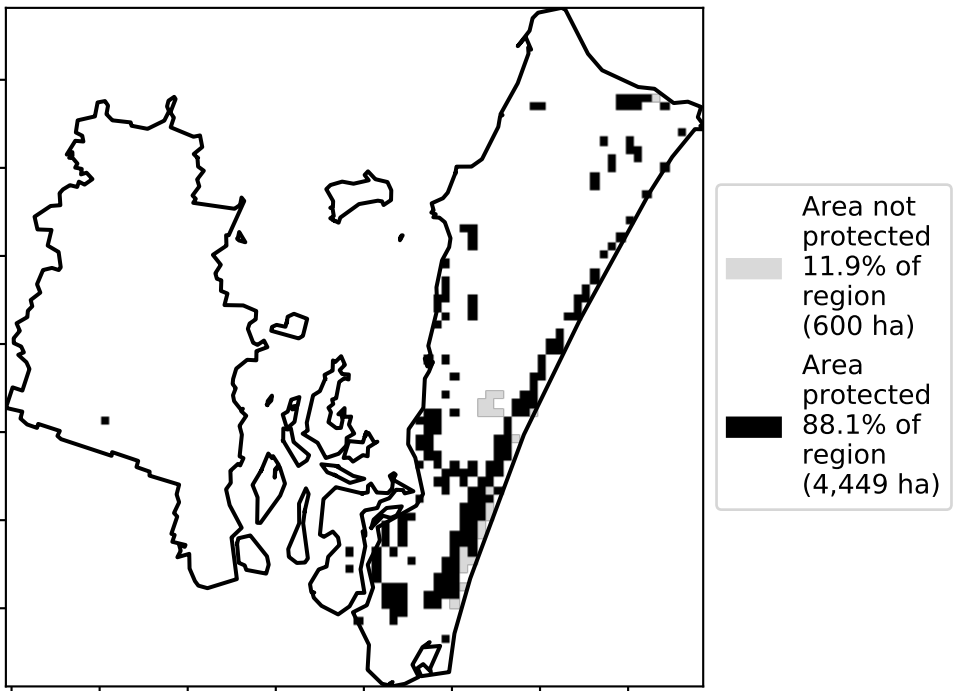 Area not
protected
11.9% of
region
(600 ha)
Area
protected
88.1% of
region
(4,449 ha)